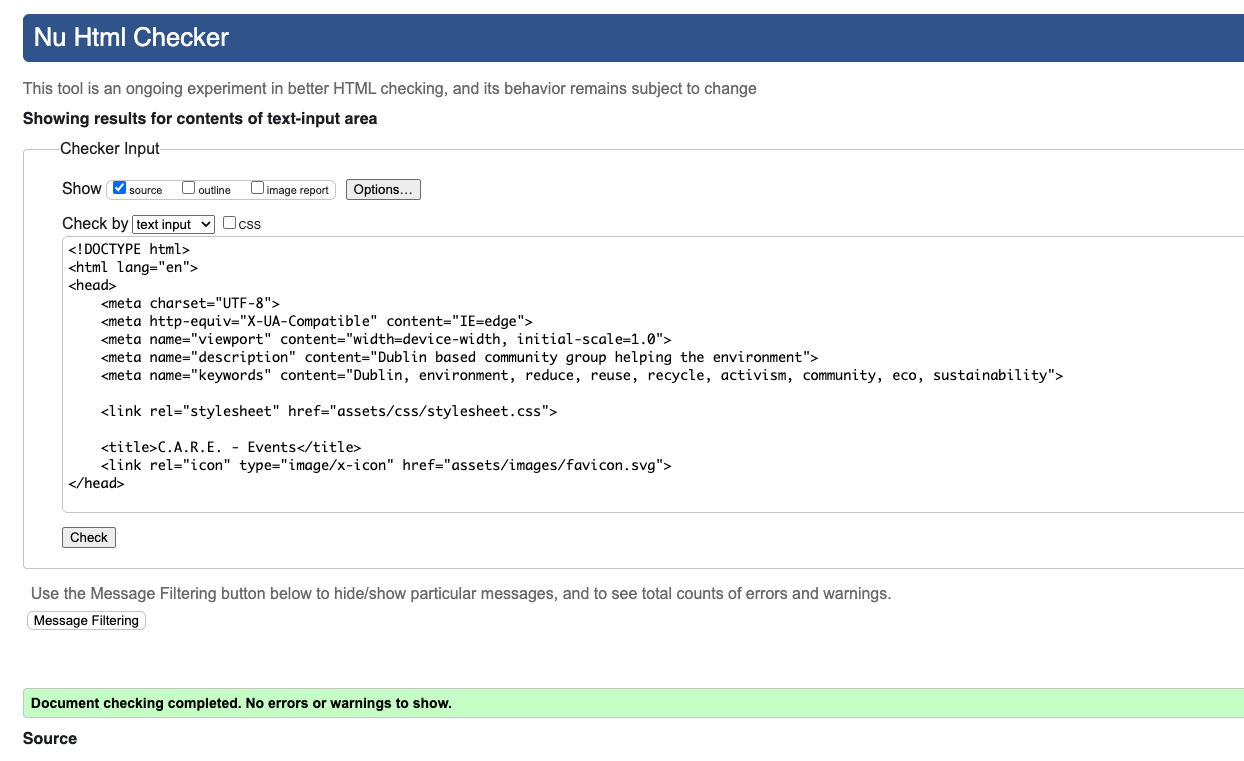 Nu Html Checker
This tool is an ongoing experiment in better HTML checking, and its behavior remains subject to change
Showing results for contents of text-input area
Checker Input
Show source outline image report Options...
Check by text input css
<!DOCTYPE html>
<html lang="en">
<head>
    <meta charset="UTF-8">
    <meta http-equiv="X-UA-Compatible" content="IE=edge">
    <meta name="viewport" content="width=device-width, initial-scale=1.0">
    <meta name="description" content="Dublin based community group helping the environment">
    <meta name="keywords" content="Dublin, environment, reduce, reuse, recycle, activism, community, eco, sustainability">
    <link rel="stylesheet" href="assets/css/stylesheet.css">
    <title>C.A.R.E. - Events</title>
    <link rel="icon" type="image/x-icon" href="assets/images/favicon.svg">
</head>
Check
Use the Message Filtering button below to hide/show particular messages, and to see total counts of errors and warnings.
Message Filtering
Document checking completed. No errors or warnings to show.
Source